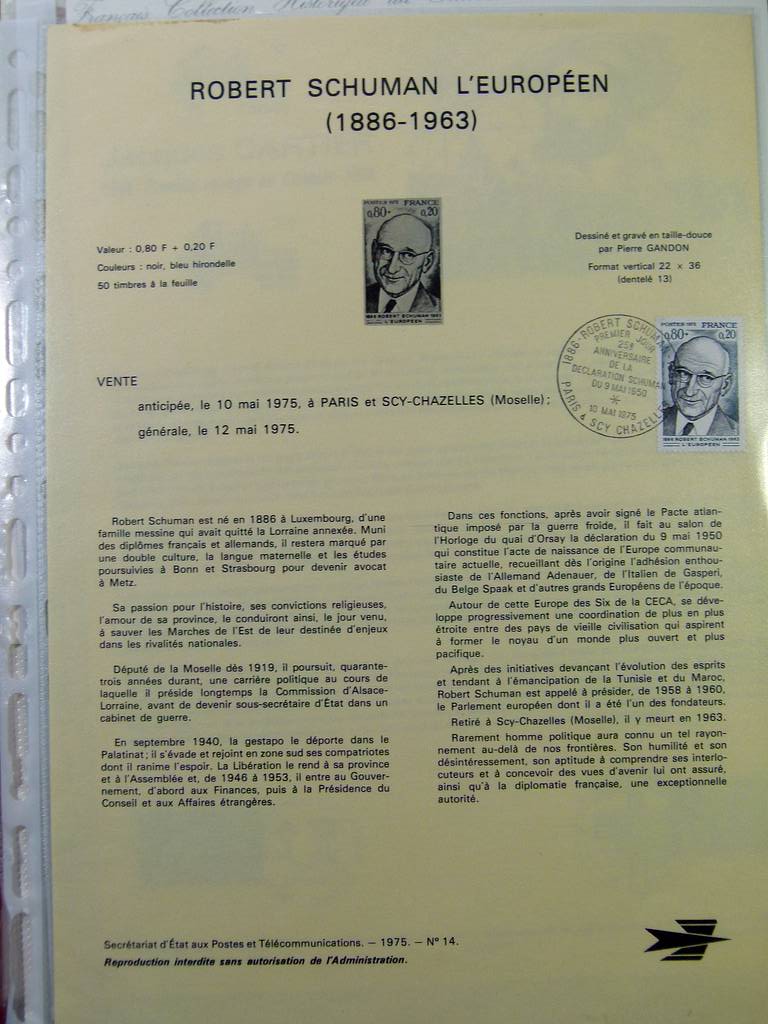 Français Collection Historique du
ROBERT SCHUMAN L'EUROPÉEN
(1886-1963)
POSTES 1975 FRANCE
0,80+ 0,20
1886 ROBERT SCHUMAN 1963
L'EUROPÉEN
Valeur : 0,80 F + 0,20 F
Couleurs : noir, bleu hirondelle
50 timbres à la feuille
Dessiné et gravé en taille-douce
par Pierre GANDON
Format vertical 22 x 36
(dentelé 13)
1886-ROBERT SCHUMAN
PREMIER JOUR
25e
ANNIVERSAIRE
DE LA
DECLARATION SCHUMAN
DU 9 MAI 1950
10 MAI 1975
PARIS & SCY CHAZELLES
POSTES 1975 FRANCE
0,80+ 0,20
1886 ROBERT SCHUMAN 1963
L'EUROPÉEN
VENTE
anticipée, le 10 mai 1975, à PARIS et SCY-CHAZELLES (Moselle) ;
générale, le 12 mai 1975.
Robert Schuman est né en 1886 à Luxembourg, d'une
famille messine qui avait quitté la Lorraine annexée. Muni
des diplômes français et allemands, il restera marqué par
une double culture, la langue maternelle et les études
poursuivies à Bonn et Strasbourg pour devenir avocat
à Metz.
Sa passion pour l'histoire, ses convictions religieuses,
l'amour de sa province, le conduiront ainsi, le jour venu,
à sauver les Marches de l'Est de leur destinée d'enjeux
dans les rivalités nationales.
Député de la Moselle dès 1919, il poursuit, quarante-
trois années durant, une carrière politique au cours de
laquelle il préside longtemps la Commission d'Alsace-
Lorraine, avant de devenir sous-secrétaire d'État dans un
cabinet de guerre.
En septembre 1940, la gestapo le déporte dans le
Palatinat ; il s'évade et rejoint en zone sud ses compatriotes
dont il ranime l'espoir. La Libération le rend à sa province
et à l'Assemblée et, de 1946 à 1953, il entre au Gouver-
nement, d'abord aux Finances, puis à la Présidence du
Conseil et aux Affaires étrangères.
Dans ces fonctions, après avoir signé le Pacte atlan-
tique imposé par la guerre froide, il fait au salon de
l'Horloge du quai d'Orsay la déclaration du 9 mai 1950
qui constitue l'acte de naissance de l'Europe communau-
taire actuelle, recueillant dès l'origine l'adhésion enthou-
siaste de l'Allemand Adenauer, de l'Italien de Gasperi,
du Belge Spaak et d'autres grands Européens de l'époque.
Autour de cette Europe des Six de la CECA, se déve-
loppe progressivement une coordination de plus en plus
étroite entre des pays de vieille civilisation qui aspirent
à former le noyau d'un monde plus ouvert et plus
pacifique.
Après des initiatives devançant l'évolution des esprits
et tendant à l'émancipation de la Tunisie et du Maroc,
Robert Schuman est appelé à présider, de 1958 à 1960,
le Parlement européen dont il a été l'un des fondateurs.
Retiré à Scy-Chazelles (Moselle), il y meurt en 1963.
Rarement homme politique aura connu un tel rayon-
nement au-delà de nos frontières. Son humilité et son
désintéressement, son aptitude à comprendre ses interlo-
cuteurs et à concevoir des vues d'avenir lui ont assuré,
ainsi qu'à la diplomatie française, une exceptionnelle
autorité.
Secrétariat d'État aux Postes et Télécommunications. – 1975. – N° 14.
Reproduction interdite sans autorisation de l'Administration.